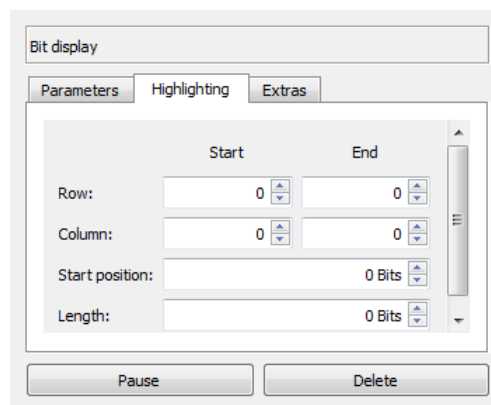 Bit display
Parameters Highlighting Extras
Start End
Row: 0 0
Column: 0 0
Start position: 0 Bits
Length: 0 Bits
Pause Delete